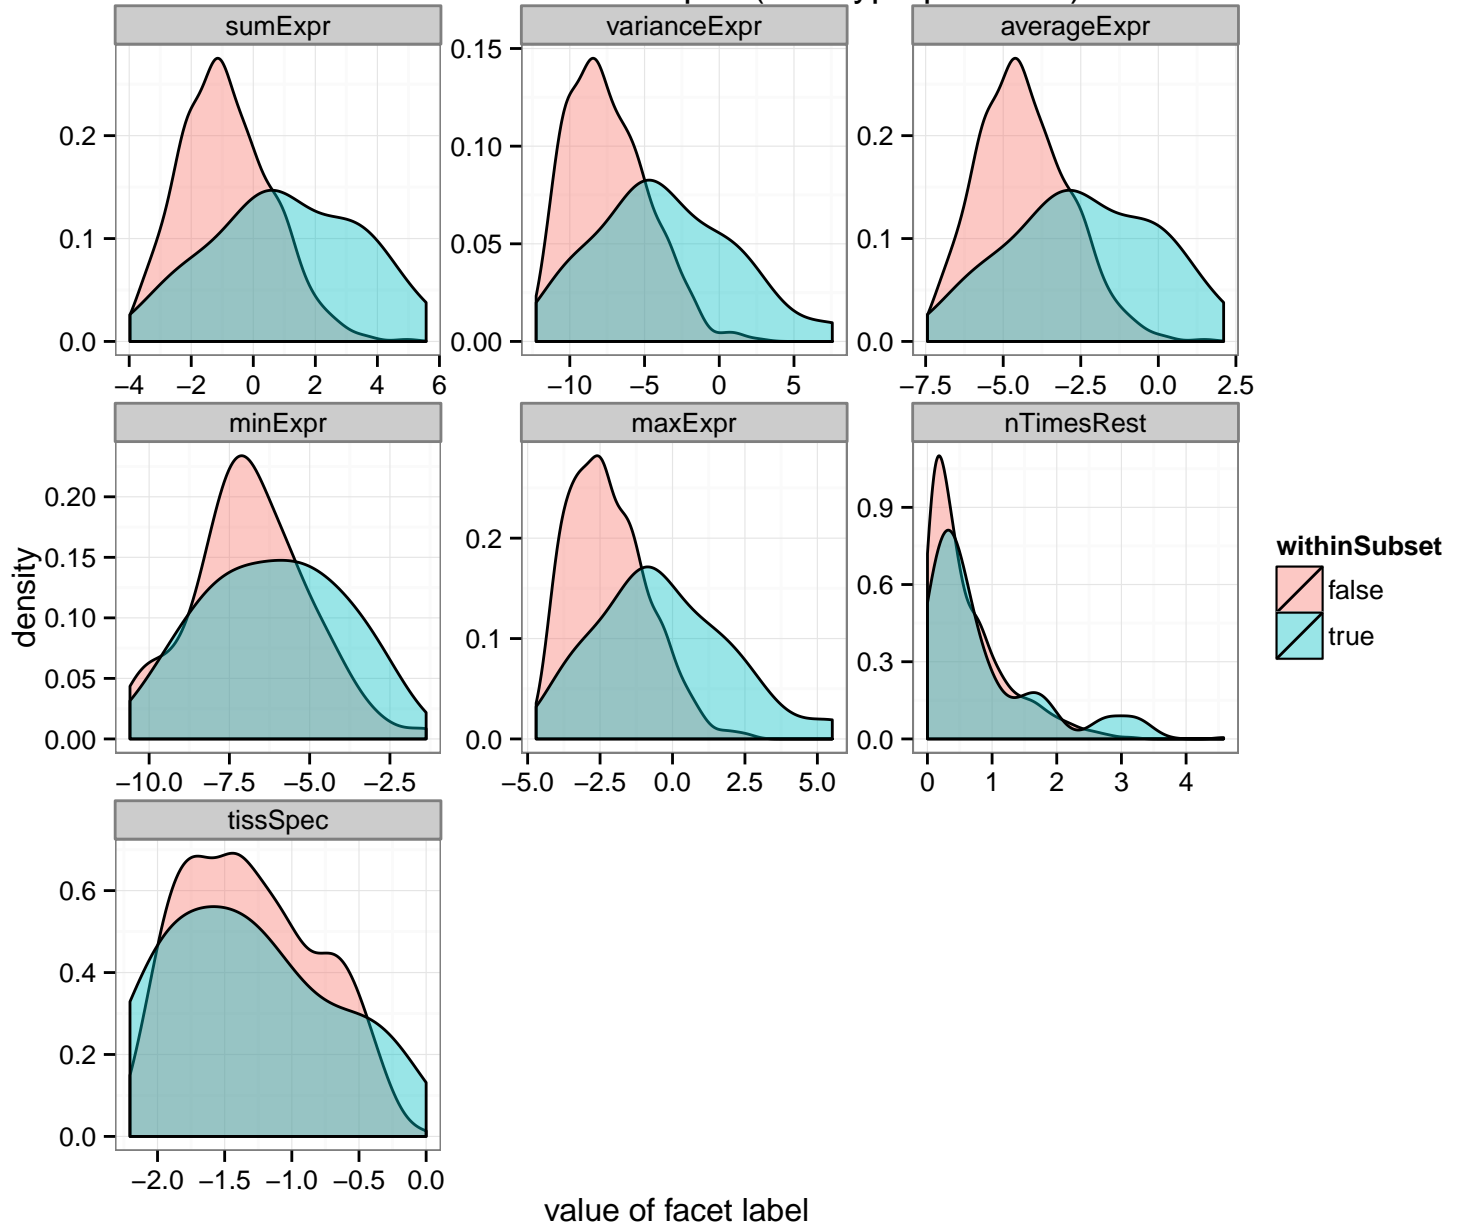 sumExpr varianceExpr averageExpr
0.15
0.2 0.10 0.2
0.1 0.05 0.1
0.0 0.00 0.0
−4 −2 0 2 4 6 −10 −5 0 5 −7.5 −5.0 −2.5 0.0 2.5
minExpr maxExpr nTimesRest
0.20 0.2 0.9
0.15 0.6
0.10 0.1 0.3
0.05
0.00 0.0 0.0
−10.0 −7.5 −5.0 −2.5 −5.0 −2.5 0.0 2.5 5.0 0 1 2 3 4
density
withinSubset
false
true
tissSpec
0.6
0.4
0.2
0.0
−2.0 −1.5 −1.0 −0.5 0.0
value of facet label